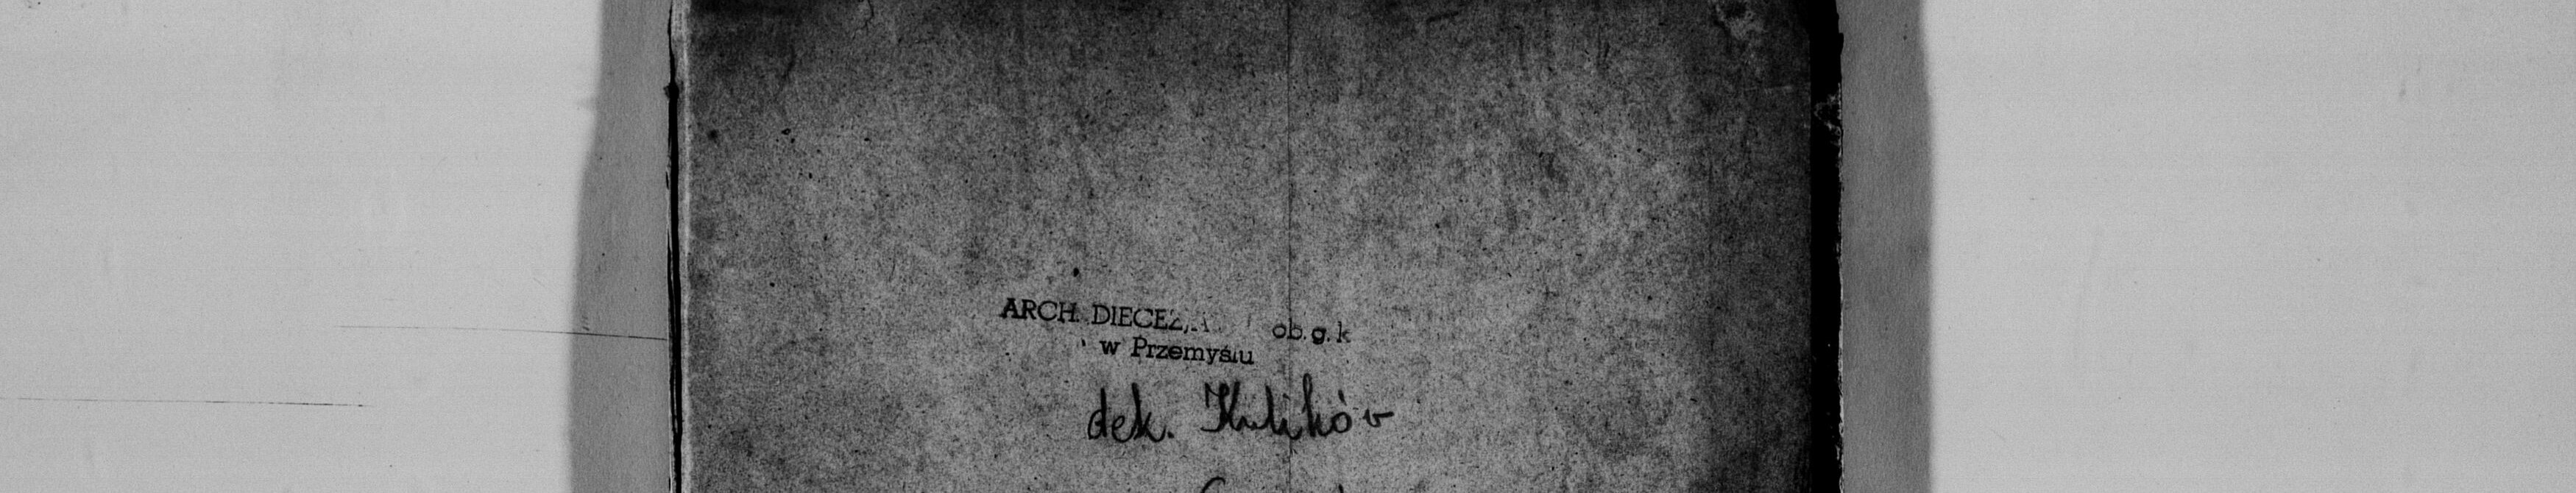 ARCH. DIECEZ. ob. g. k
w Przemyślu
dek. Kulików